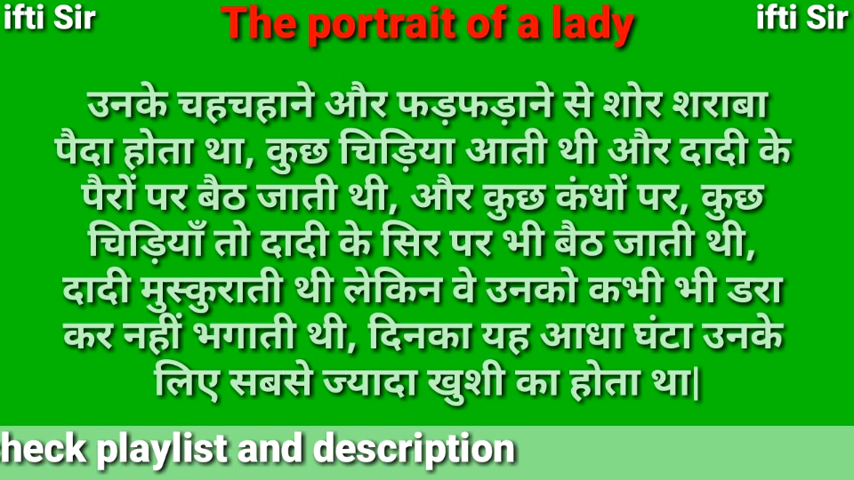 ifti Sir
The portrait of a lady
ifti Sir
उनके चहचहाने और फड़फड़ाने से शोर शराबा
पैदा होता था, कुछ चिड़िया आती थी और दादी के
पैरों पर बैठ जाती थी, और कुछ कंधों पर, कुछ
चिड़ियाँ तो दादी के सिर पर भी बैठ जाती थी,
दादी मुस्कुराती थी लेकिन वे उनको कभी भी डरा
कर नहीं भगाती थी, दिनका यह आधा घंटा उनके
लिए सबसे ज्यादा खुशी का होता था|
heck playlist and description